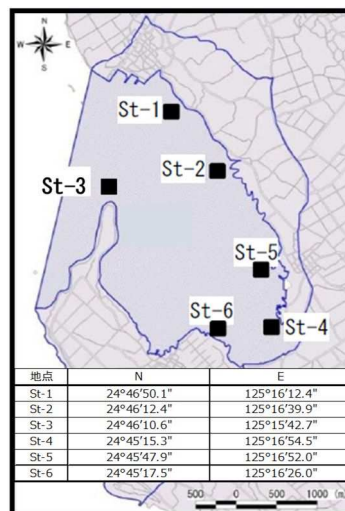 N
W E
S
St-1
St-2
St-3
St-5
St-6
St-4
地点 N E
St-1 24°46′50.1″ 125°16′12.4″
St-2 24°46′12.4″ 125°16′39.9″
St-3 24°46′10.6″ 125°15′42.7″
St-4 24°45′15.3″ 125°16′54.5″
St-5 24°45′47.9″ 125°16′52.0″
St-6 24°45′17.5″ 125°16′26.0″
500 0 500 1000 (m)